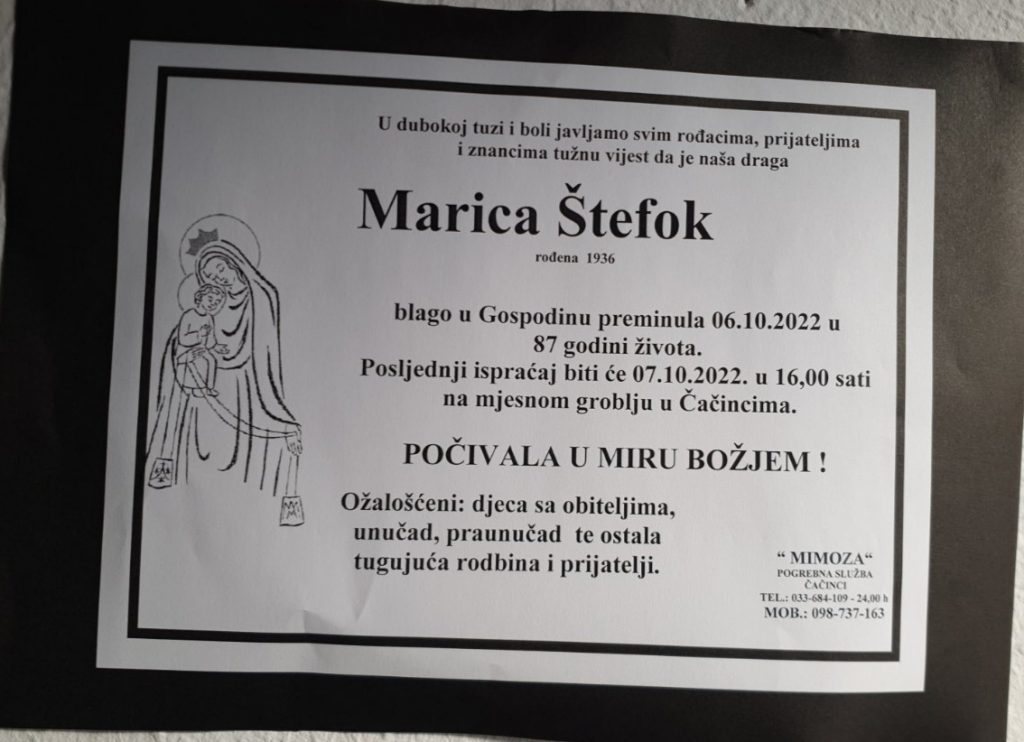 U dubokoj tuzi i boli javljamo svim rođacima, prijateljima
i znancima tužnu vijest da je naša draga
Marica Štefok
rođena 1936
blago u Gospodinu preminula 06.10.2022 u
87 godini života.
Posljednji ispraćaj biti će 07.10.2022. u 16,00 sati
na mjesnom groblju u Čačincima.
POČIVALA U MIRU BOŽJEM !
Ožalošćeni: djeca sa obiteljima,
unučad, praunučad te ostala
tugujuća rodbina i prijatelji.
“ MIMOZA“
POGREBNA SLUŽBA
ČAČINCI
TEL.: 033-684-109 - 24,00 h
MOB.: 098-737-163